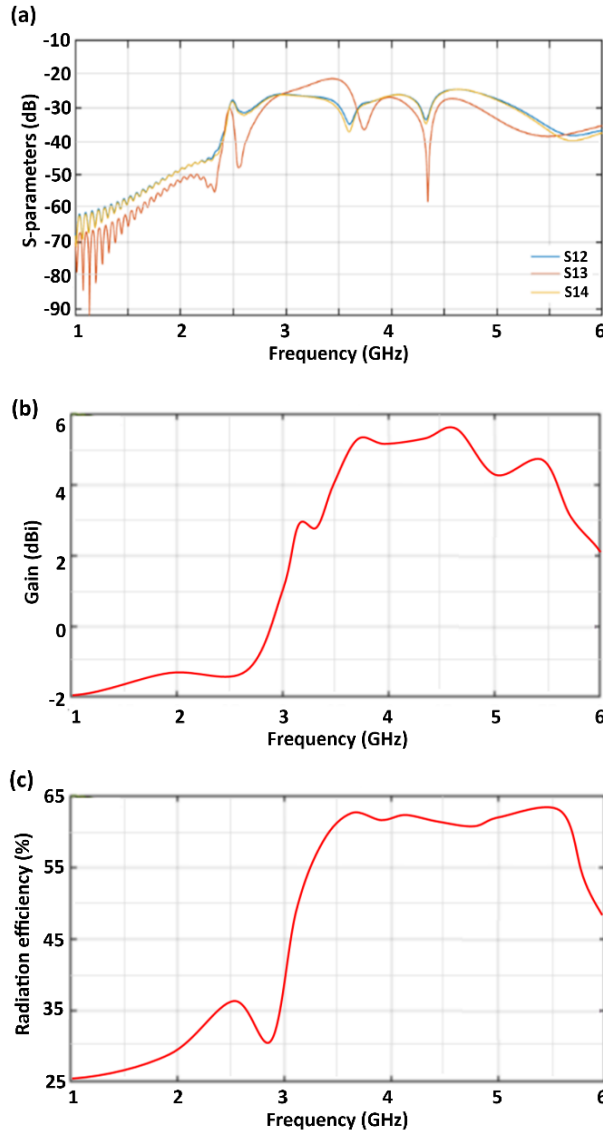 (a)
-10
-20
-30
-40
-50
-60
-70
-80
-90
S-parameters (dB)
S12
S13
S14
1 2 3 4 5 6
Frequency (GHz)
(b)
6
4
2
0
-2
Gain (dBi)
1 2 3 4 5 6
Frequency (GHz)
(c)
65
55
45
35
25
Radiation efficiency (%)
1 2 3 4 5 6
Frequency (GHz)